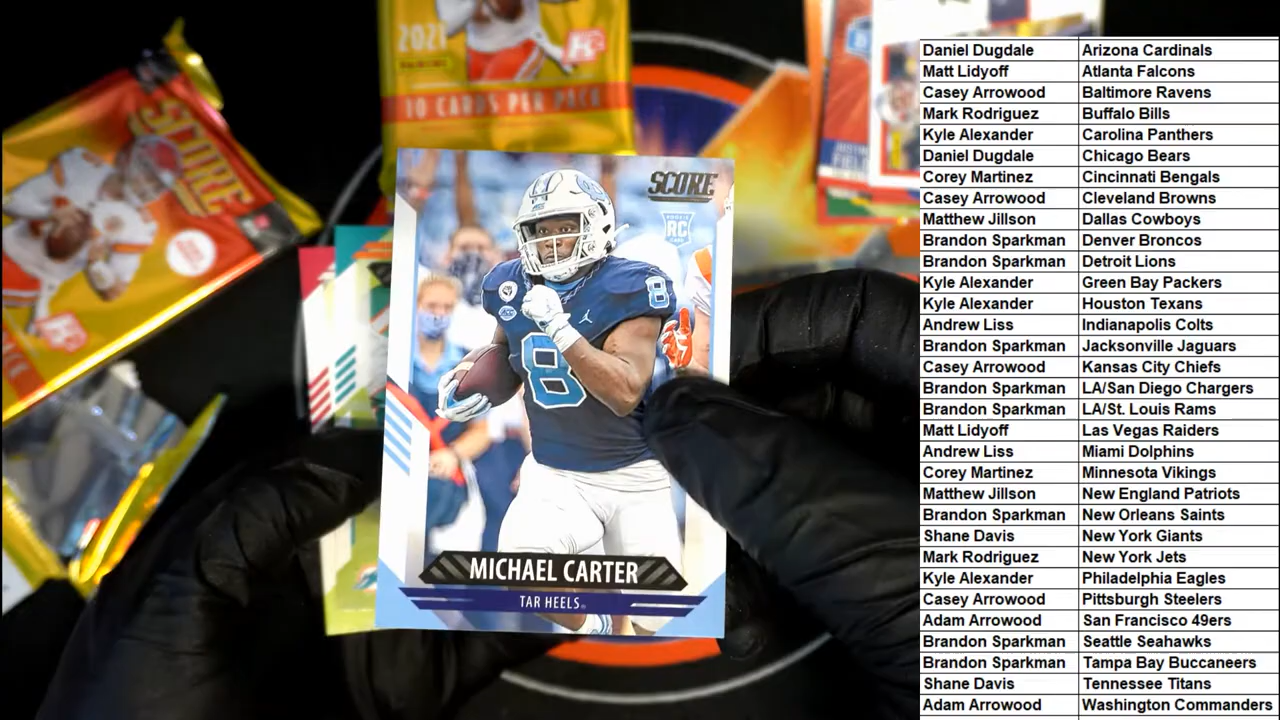 2021
PANINI
10 CARDS PER PACK
SCORE
SCORE
ROOKIE
RC
8
8
ACC
MICHAEL CARTER
TAR HEELS
Daniel Dugdale Arizona Cardinals
Matt Lidyoff Atlanta Falcons
Casey Arrowood Baltimore Ravens
Mark Rodriguez Buffalo Bills
Kyle Alexander Carolina Panthers
Daniel Dugdale Chicago Bears
Corey Martinez Cincinnati Bengals
Casey Arrowood Cleveland Browns
Matthew Jillson Dallas Cowboys
Brandon Sparkman Denver Broncos
Brandon Sparkman Detroit Lions
Kyle Alexander Green Bay Packers
Kyle Alexander Houston Texans
Andrew Liss Indianapolis Colts
Brandon Sparkman Jacksonville Jaguars
Casey Arrowood Kansas City Chiefs
Brandon Sparkman LA/San Diego Chargers
Brandon Sparkman LA/St. Louis Rams
Matt Lidyoff Las Vegas Raiders
Andrew Liss Miami Dolphins
Corey Martinez Minnesota Vikings
Matthew Jillson New England Patriots
Brandon Sparkman New Orleans Saints
Shane Davis New York Giants
Mark Rodriguez New York Jets
Kyle Alexander Philadelphia Eagles
Casey Arrowood Pittsburgh Steelers
Adam Arrowood San Francisco 49ers
Brandon Sparkman Seattle Seahawks
Brandon Sparkman Tampa Bay Buccaneers
Shane Davis Tennessee Titans
Adam Arrowood Washington Commanders